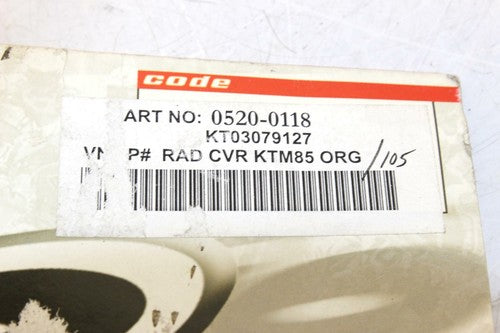 code
ART NO: 0520-0118
KT03079127
P# RAD CVR KTM85 ORG /105